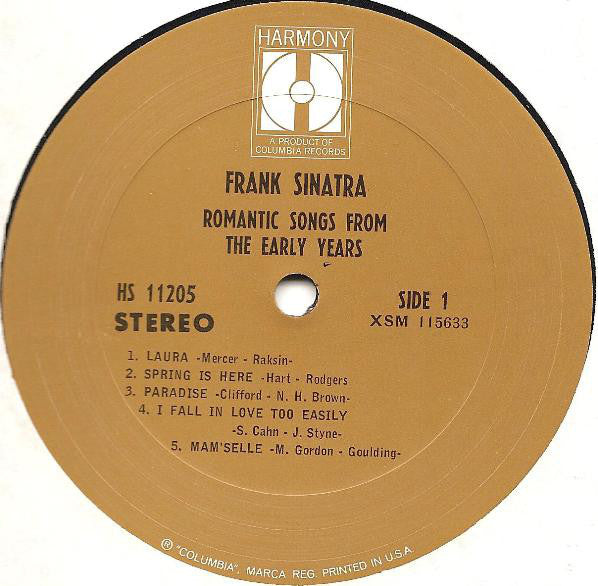 HARMONY
A PRODUCT OF
COLUMBIA RECORDS
FRANK SINATRA
ROMANTIC SONGS FROM
THE EARLY YEARS
HS 11205
STEREO
SIDE 1
XSM 115633
1. LAURA -Mercer - Raksin-
2. SPRING IS HERE -Hart - Rodgers
3. PARADISE -Clifford - N. H. Brown-
4. I FALL IN LOVE TOO EASILY
-S. Cahn - J. Styne-
5. MAM'SELLE -M. Gordon - Goulding-
® "COLUMBIA", MARCA REG. PRINTED IN U.S.A.